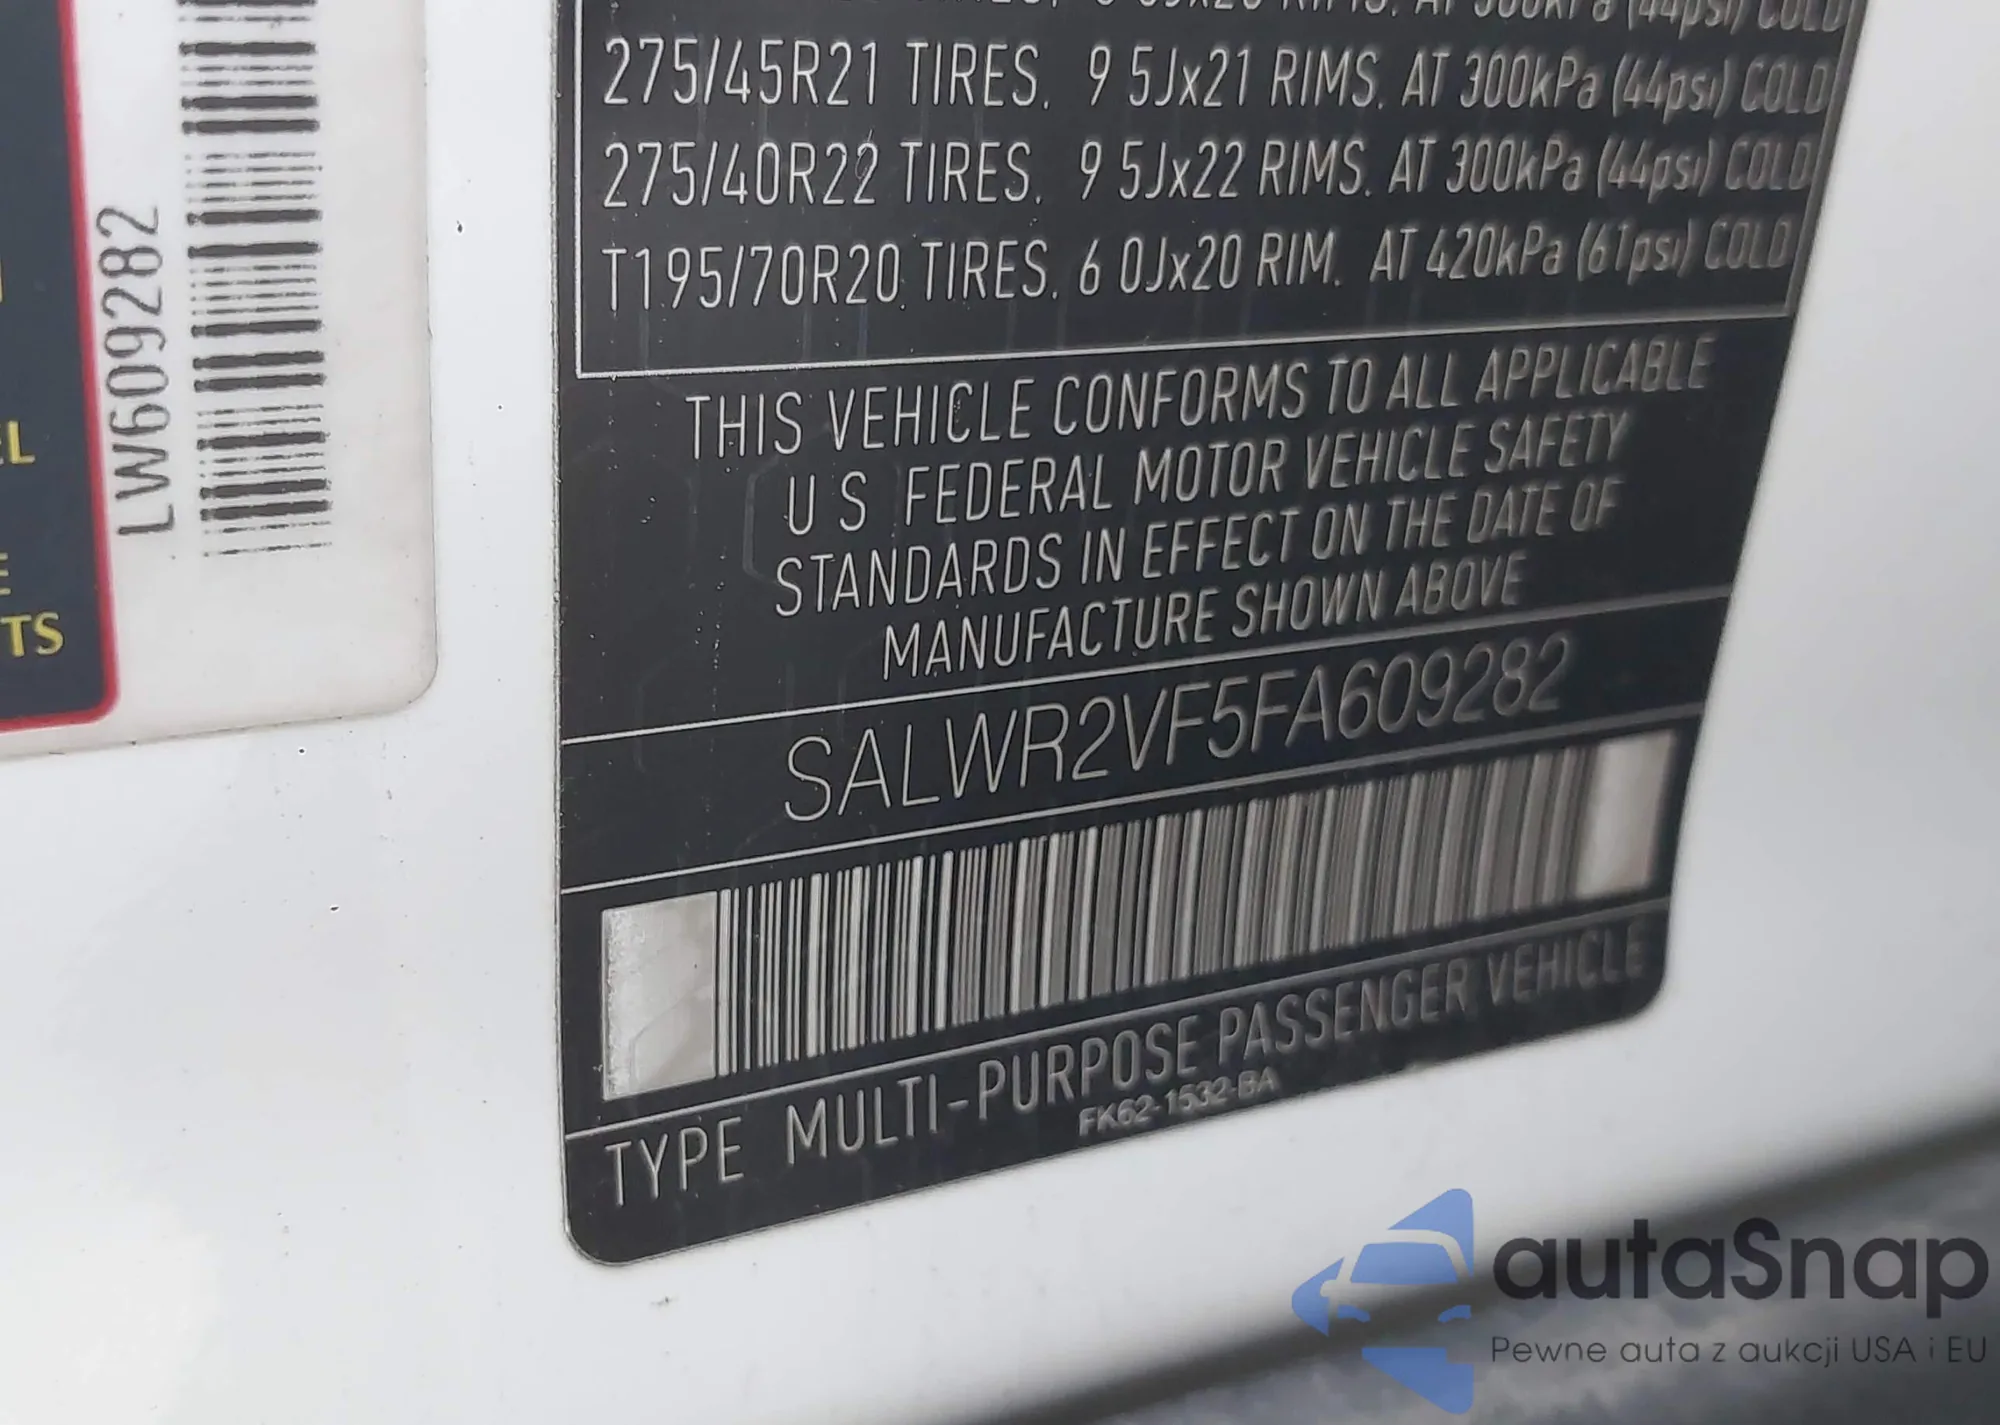 275/45R21 TIRES. 9 5Jx21 RIMS. AT 300kPa (44psi) COLD
275/40R22 TIRES. 9 5Jx22 RIMS. AT 300kPa (44psi) COLD
T195/70R20 TIRES. 6 0Jx20 RIM. AT 420kPa (61psi) COLD
THIS VEHICLE CONFORMS TO ALL APPLICABLE
U S FEDERAL MOTOR VEHICLE SAFETY
STANDARDS IN EFFECT ON THE DATE OF
MANUFACTURE SHOWN ABOVE
SALWR2VF5FA609282
TYPE MULTI-PURPOSE PASSENGER VEHICLE
FK62-1532-BA
LW609282
EL
E
TS
autaSnap
Pewne auta z aukcji USA i EU